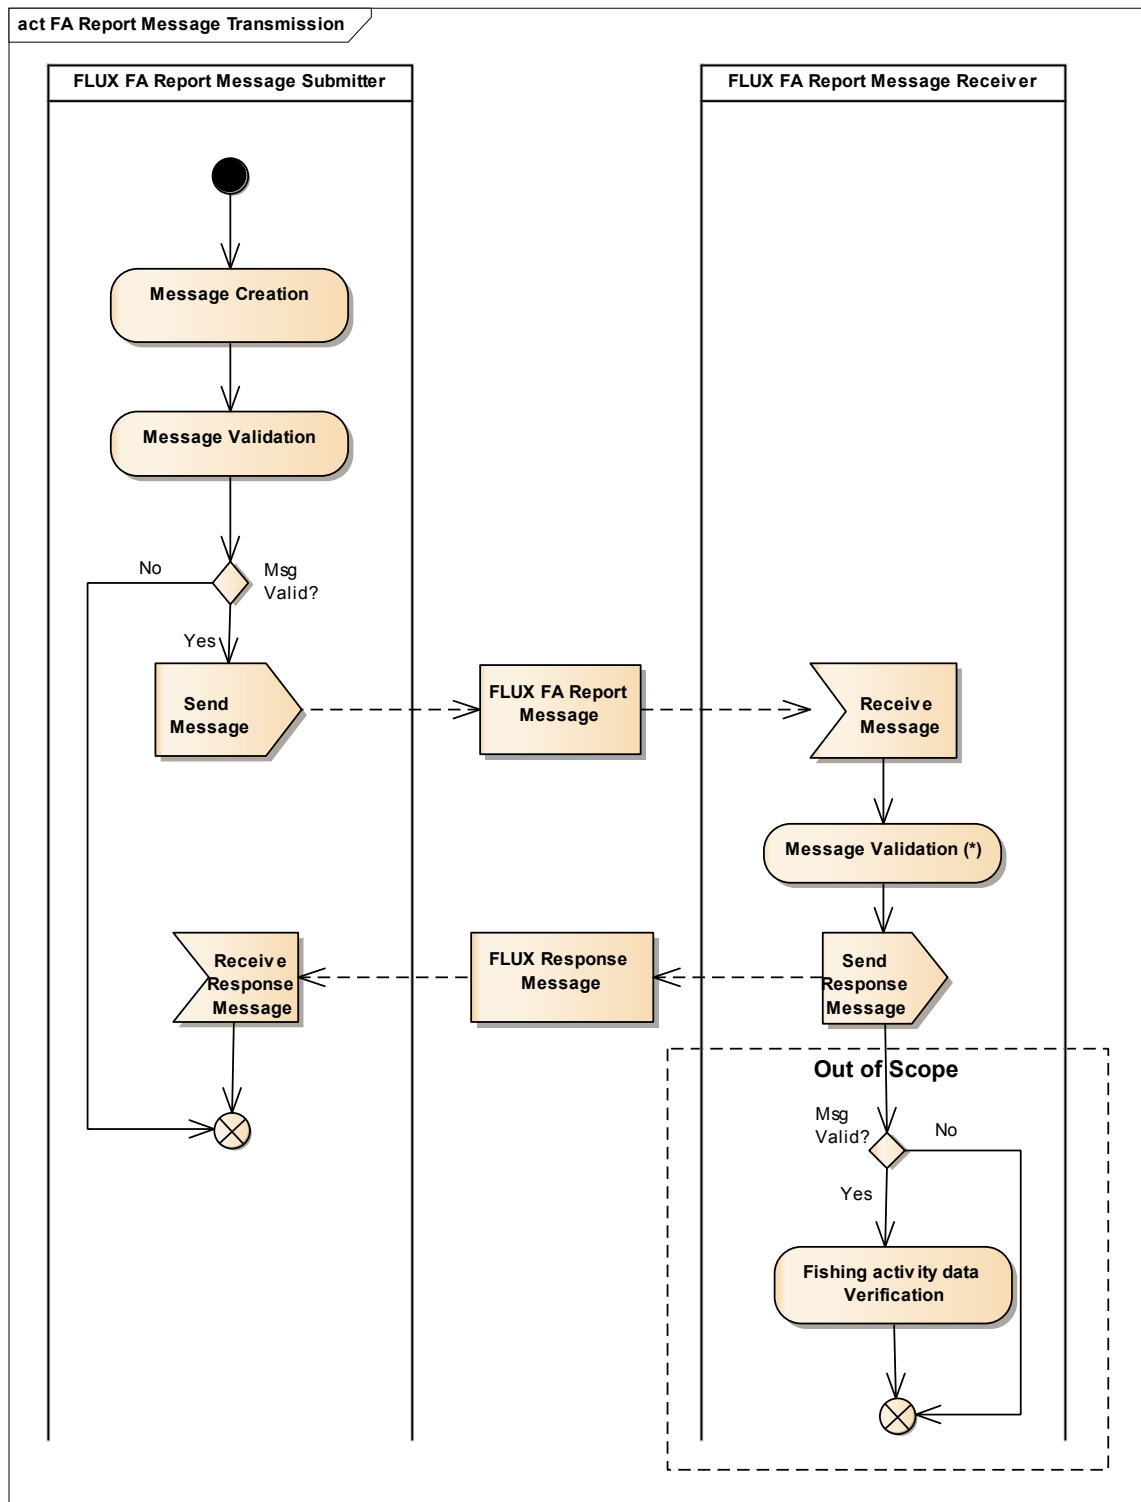 act FA Report Message Transmission
FLUX FA Report Message Submitter
FLUX FA Report Message Receiver
Message Creation
Message Validation
No
Msg
Valid?
Yes
Send
Message
FLUX FA Report
Message
Receive
Message
Message Validation (*)
Receive
Response
Message
FLUX Response
Message
Send
Response
Message
Out of Scope
Msg
Valid?
No
Yes
Fishing activity data
Verification